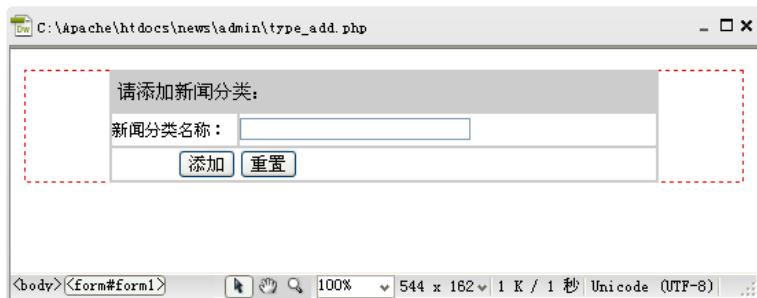 C:\Apache\htdocs\news\admin\type_add.php
请添加新闻分类：
新闻分类名称：
添加 重置
<body> <form#form1> 100% 544 x 162 1 K / 1 秒 Unicode (UTF-8)